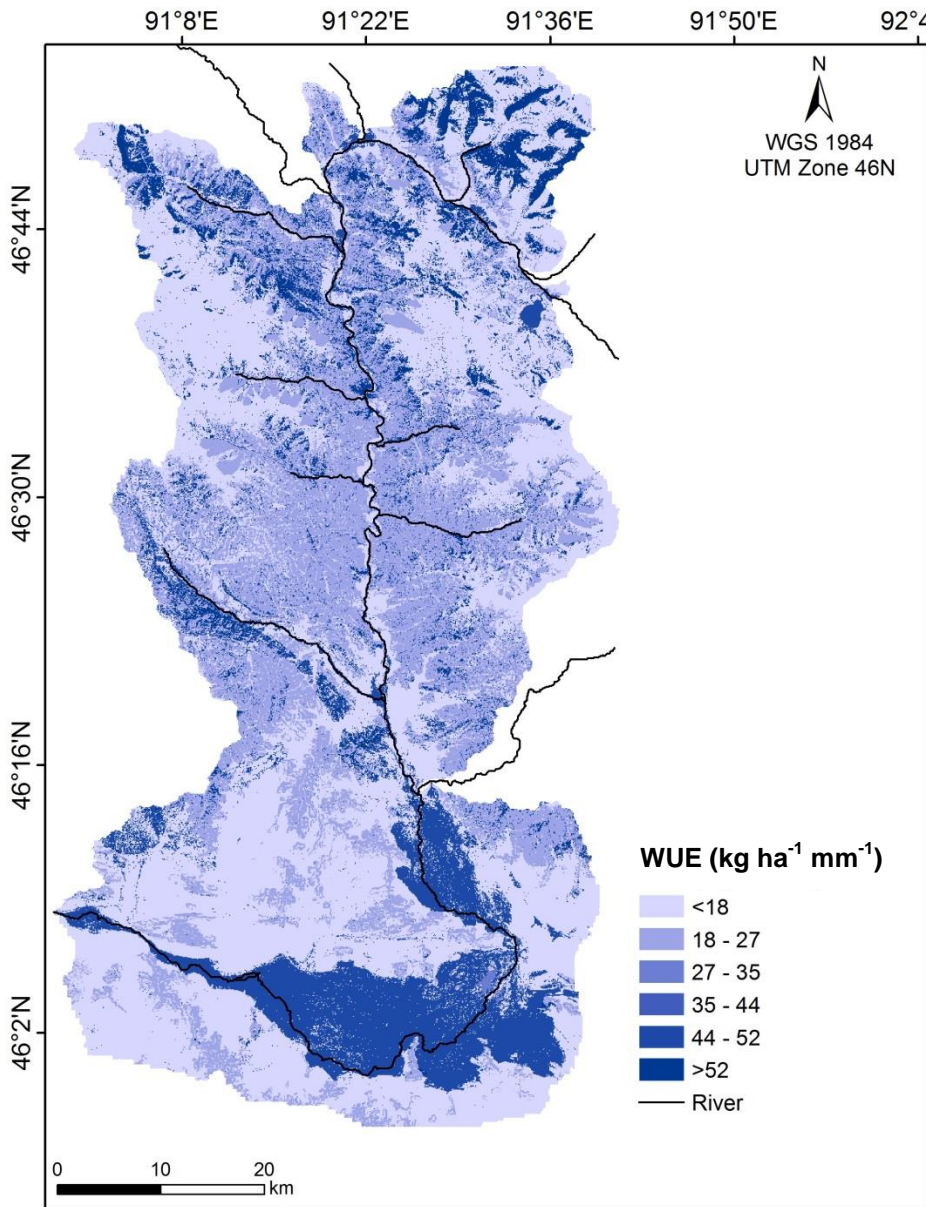 91°8'E 91°22'E 91°36'E 91°50'E 92°4
N
WGS 1984
UTM Zone 46N
46°44'N
46°30'N
46°16'N
46°2'N
WUE (kg ha⁻¹ mm⁻¹)
<18
18 - 27
27 - 35
35 - 44
44 - 52
>52
River
0 10 20
km